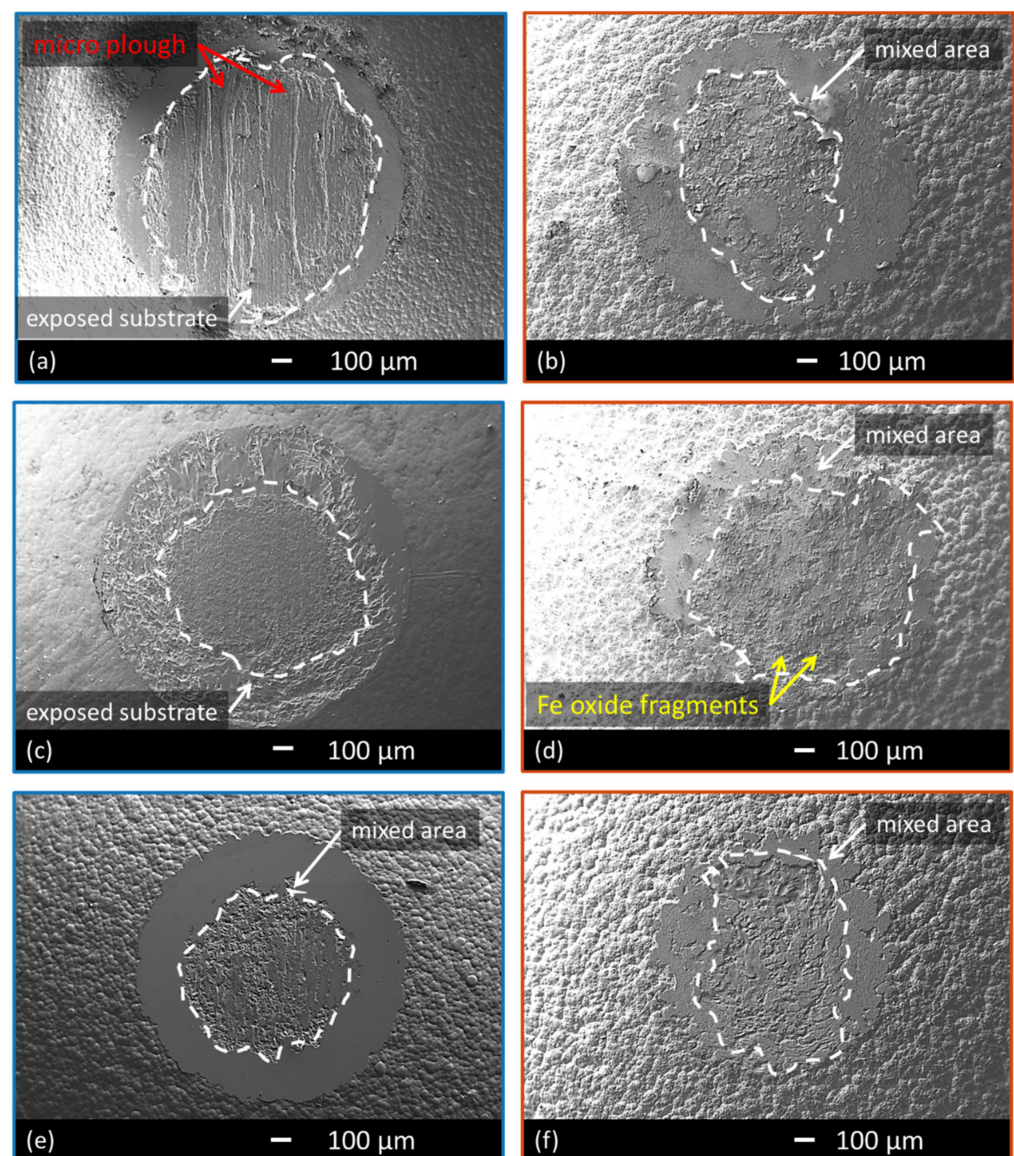 micro plough
exposed substrate
(a) 100 µm
mixed area
(b) 100 µm
exposed substrate
(c) 100 µm
mixed area
Fe oxide fragments
(d) 100 µm
mixed area
(e) 100 µm
mixed area
(f) 100 µm